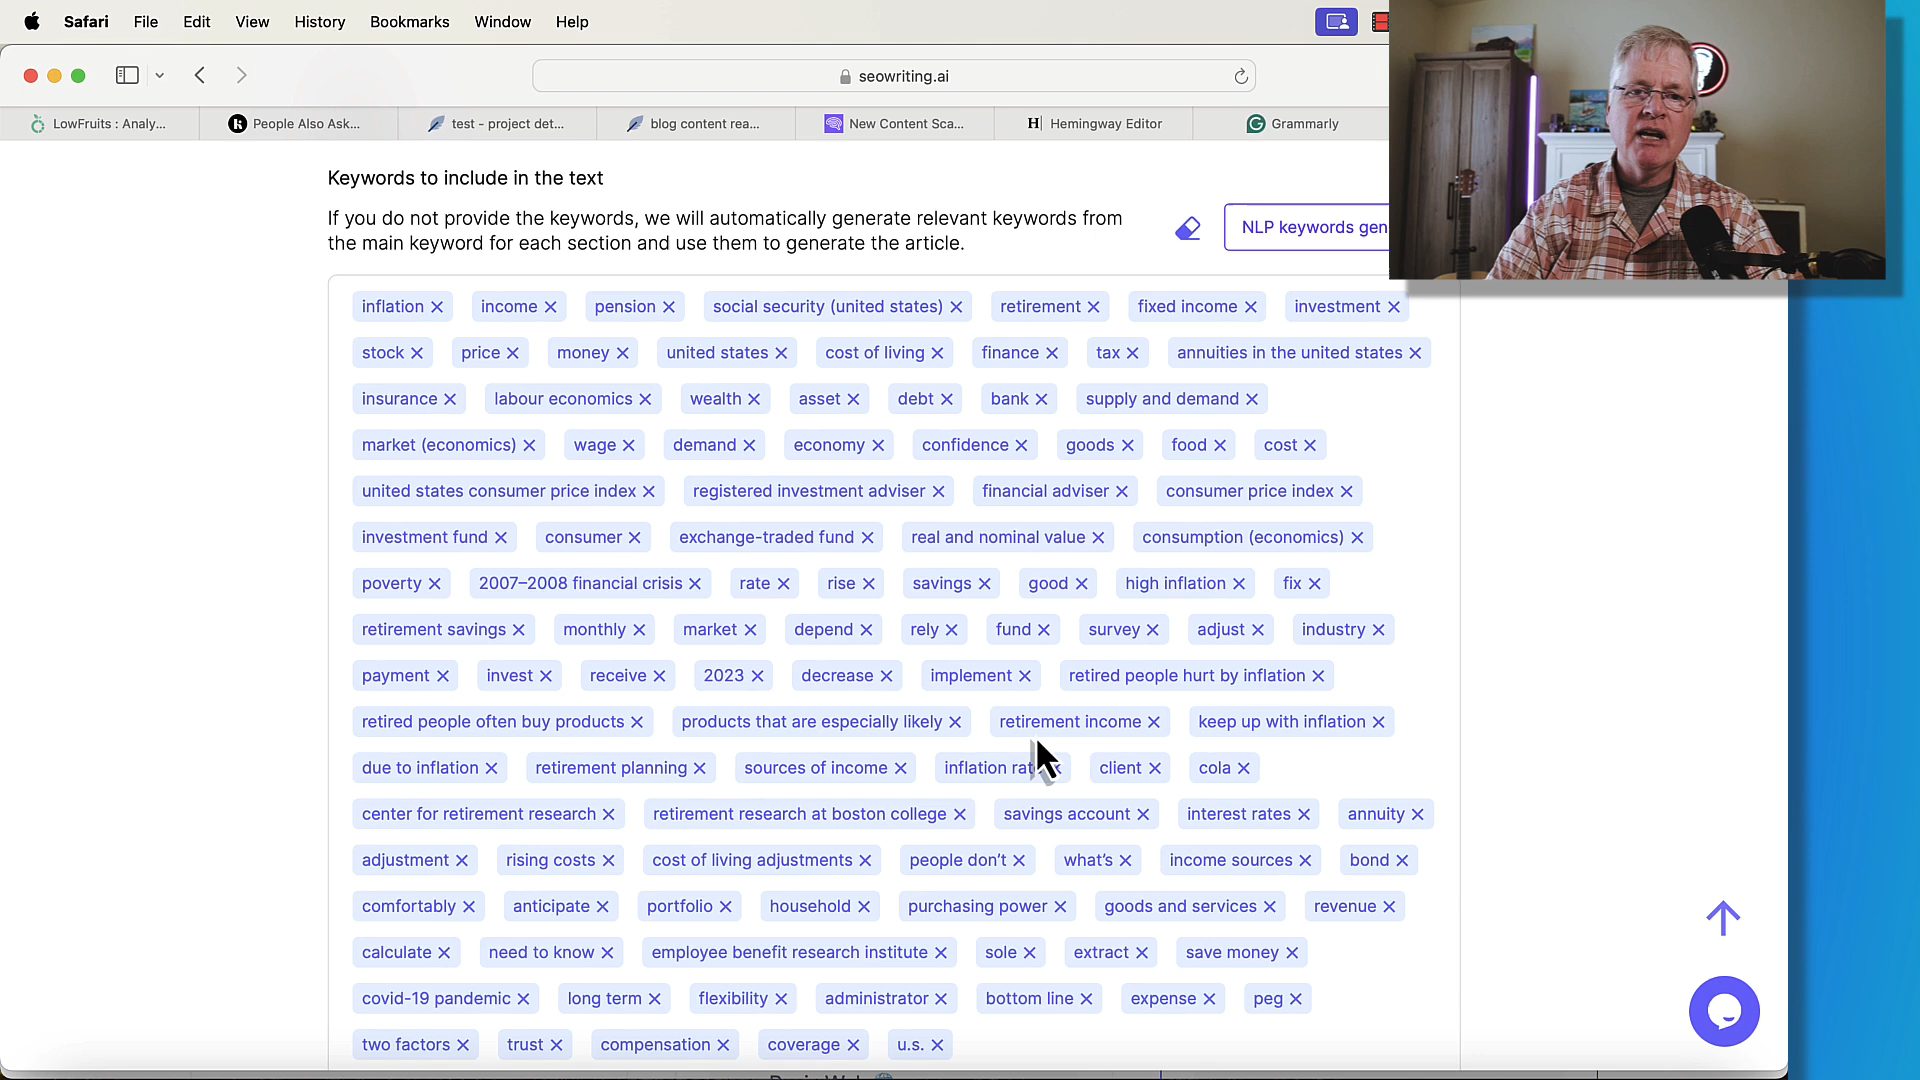 Safari File Edit View History Bookmarks Window Help
seowriting.ai
LowFruits : Analy... People Also Ask... test - project det... blog content rea... New Content Sca... H Hemingway Editor Grammarly
Keywords to include in the text
If you do not provide the keywords, we will automatically generate relevant keywords from
the main keyword for each section and use them to generate the article.
NLP keywords gen
inflation income pension social security (united states) retirement fixed income investment
stock price money united states cost of living finance tax annuities in the united states
insurance labour economics wealth asset debt bank supply and demand
market (economics) wage demand economy confidence goods food cost
united states consumer price index registered investment adviser financial adviser consumer price index
investment fund consumer exchange-traded fund real and nominal value consumption (economics)
poverty 2007–2008 financial crisis rate rise savings good high inflation fix
retirement savings monthly market depend rely fund survey adjust industry
payment invest receive 2023 decrease implement retired people hurt by inflation
retired people often buy products products that are especially likely retirement income keep up with inflation
due to inflation retirement planning sources of income inflation rat client cola
center for retirement research retirement research at boston college savings account interest rates annuity
adjustment rising costs cost of living adjustments people don’t what’s income sources bond
comfortably anticipate portfolio household purchasing power goods and services revenue
calculate need to know employee benefit research institute sole extract save money
covid-19 pandemic long term flexibility administrator bottom line expense peg
two factors trust compensation coverage u.s.